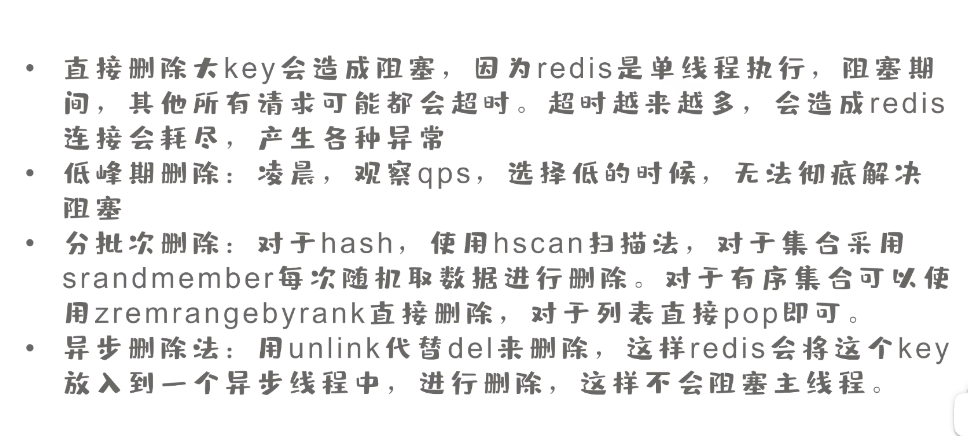 • 直接删除大key会造成阻塞，因为redis是单线程执行，阻塞期
间，其他所有请求可能都会超时。超时越来越多，会造成redis
连接会耗尽，产生各种异常
• 低峰期删除：凌晨，观察qps，选择低的时候，无法彻底解决
阻塞
• 分批次删除：对于hash，使用hscan扫描法，对于集合采用
srandmember每次随机取数据进行删除。对于有序集合可以使
用zremrangebyrank直接删除，对于列表直接pop即可。
• 异步删除法：用unlink代替del来删除，这样redis会将这个key
放入到一个异步线程中，进行删除，这样不会阻塞主线程。